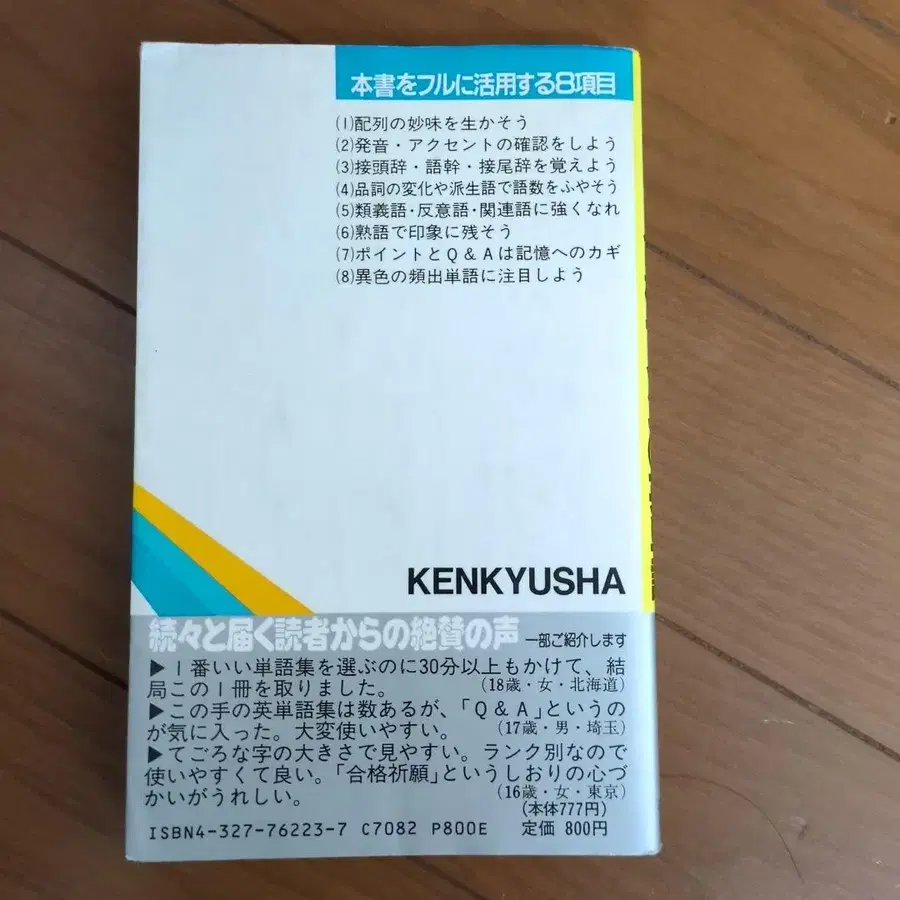 本書をフルに活用する8項目
(1)配列の妙味を生かそう
(2)発音・アクセントの確認をしよう
(3)接頭辞・語幹・接尾辞を覚えよう
(4)品詞の変化や派生語で語数をふやそう
(5)類義語・反意語・関連語に強くなれ
(6)熟語で印象に残そう
(7)ポイントとQ&Aは記憶へのカギ
(8)異色の頻出単語に注目しよう
KENKYUSHA
続々と届く読者からの絶賛の声 一部ご紹介します
▶1番いい単語集を選ぶのに30分以上もかけて、結
局この1冊を取りました。 (18歳・女・北海道)
▶この手の英単語集は数あるが、「Q&A」というの
が気に入った。大変使いやすい。 (17歳・男・埼玉)
▶てごろな字の大きさで見やすい。ランク別なので
使いやすくて良い。「合格祈願」というしおりの心づ
かいがうれしい。 (16歳・女・東京)
(本体777円)
ISBN4-327-76223-7 C7082 P800E 定価 800円